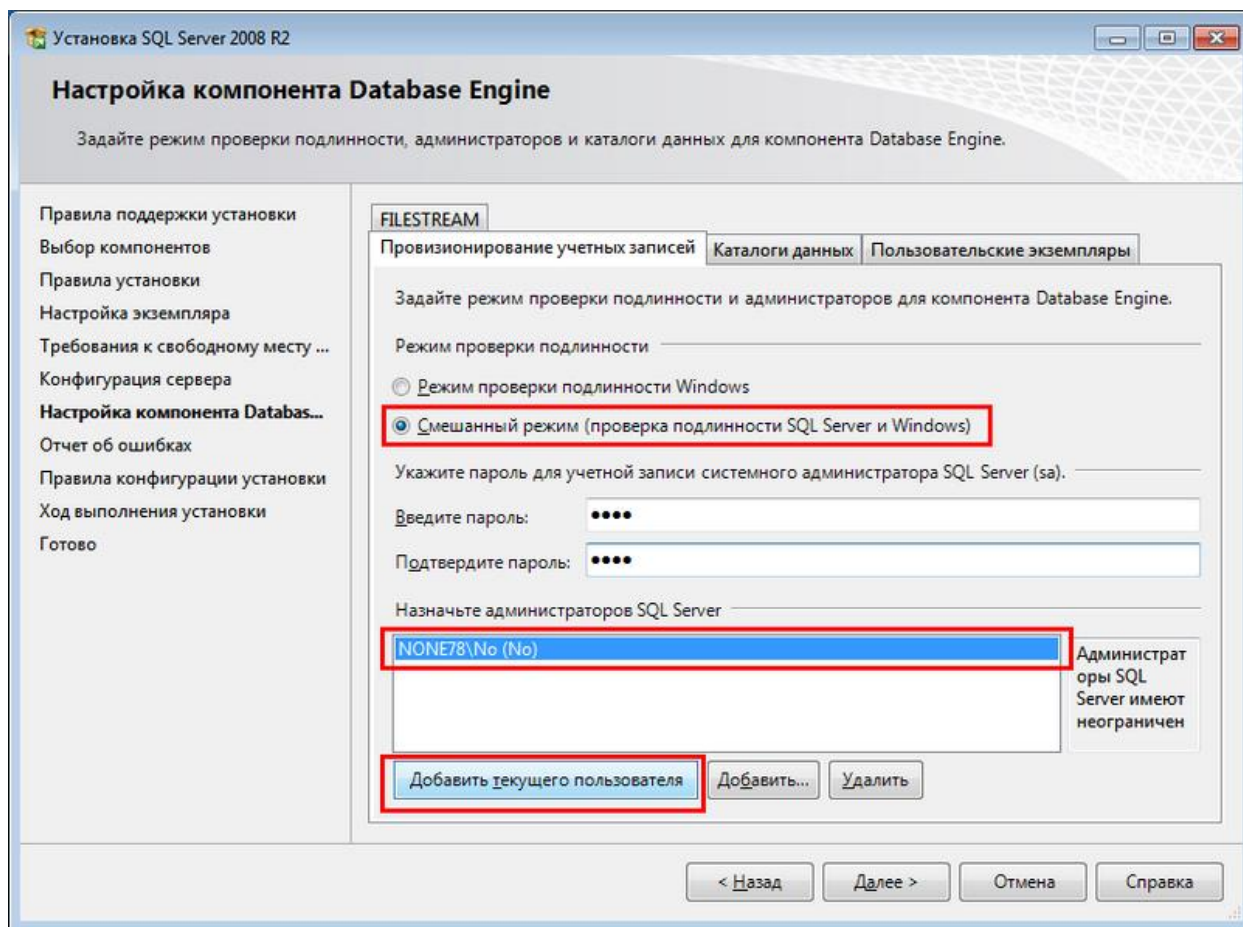 Установка SQL Server 2008 R2
Настройка компонента Database Engine
Задайте режим проверки подлинности, администраторов и каталоги данных для компонента Database Engine.
Правила поддержки установки
Выбор компонентов
Правила установки
Настройка экземпляра
Требования к свободному месту ...
Конфигурация сервера
Настройка компонента Databas...
Отчет об ошибках
Правила конфигурации установки
Ход выполнения установки
Готово
FILESTREAM
Провизионирование учетных записей Каталоги данных Пользовательские экземпляры
Задайте режим проверки подлинности и администраторов для компонента Database Engine.
Режим проверки подлинности
Режим проверки подлинности Windows
Смешанный режим (проверка подлинности SQL Server и Windows)
Укажите пароль для учетной записи системного администратора SQL Server (sa).
Введите пароль: ●●●●
Подтвердите пароль: ●●●●
Назначьте администраторов SQL Server
NONE78\No (No)
Администрат
оры SQL
Server имеют
неограничен
Добавить текущего пользователя Добавить... Удалить
< Назад Далее > Отмена Справка